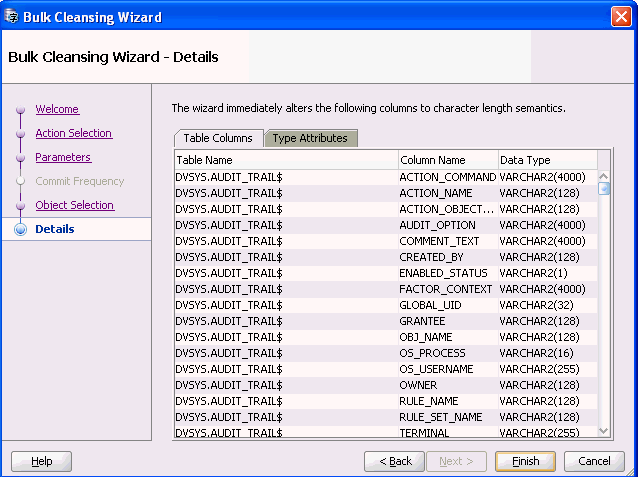 Bulk Cleansing Wizard
Bulk Cleansing Wizard - Details
Welcome
Action Selection
Parameters
Commit Frequency
Object Selection
Details
The wizard immediately alters the following columns to character length semantics.
Table Columns Type Attributes
Table Name Column Name Data Type
DVSYS.AUDIT_TRAIL$ ACTION_COMMAND VARCHAR2(4000)
DVSYS.AUDIT_TRAIL$ ACTION_NAME VARCHAR2(128)
DVSYS.AUDIT_TRAIL$ ACTION_OBJECT... VARCHAR2(128)
DVSYS.AUDIT_TRAIL$ AUDIT_OPTION VARCHAR2(4000)
DVSYS.AUDIT_TRAIL$ COMMENT_TEXT VARCHAR2(4000)
DVSYS.AUDIT_TRAIL$ CREATED_BY VARCHAR2(128)
DVSYS.AUDIT_TRAIL$ ENABLED_STATUS VARCHAR2(1)
DVSYS.AUDIT_TRAIL$ FACTOR_CONTEXT VARCHAR2(4000)
DVSYS.AUDIT_TRAIL$ GLOBAL_UID VARCHAR2(32)
DVSYS.AUDIT_TRAIL$ GRANTEE VARCHAR2(128)
DVSYS.AUDIT_TRAIL$ OBJ_NAME VARCHAR2(128)
DVSYS.AUDIT_TRAIL$ OS_PROCESS VARCHAR2(16)
DVSYS.AUDIT_TRAIL$ OS_USERNAME VARCHAR2(255)
DVSYS.AUDIT_TRAIL$ OWNER VARCHAR2(128)
DVSYS.AUDIT_TRAIL$ RULE_NAME VARCHAR2(128)
DVSYS.AUDIT_TRAIL$ RULE_SET_NAME VARCHAR2(128)
DVSYS.AUDIT_TRAIL$ TERMINAL VARCHAR2(255)
Help < Back Next > Finish Cancel